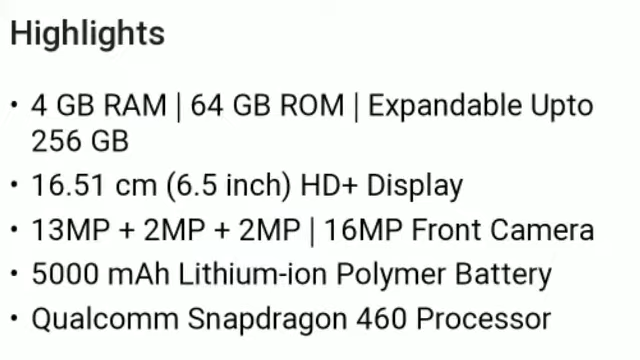 Highlights
• 4 GB RAM | 64 GB ROM | Expandable Upto
256 GB
• 16.51 cm (6.5 inch) HD+ Display
• 13MP + 2MP + 2MP | 16MP Front Camera
• 5000 mAh Lithium-ion Polymer Battery
• Qualcomm Snapdragon 460 Processor